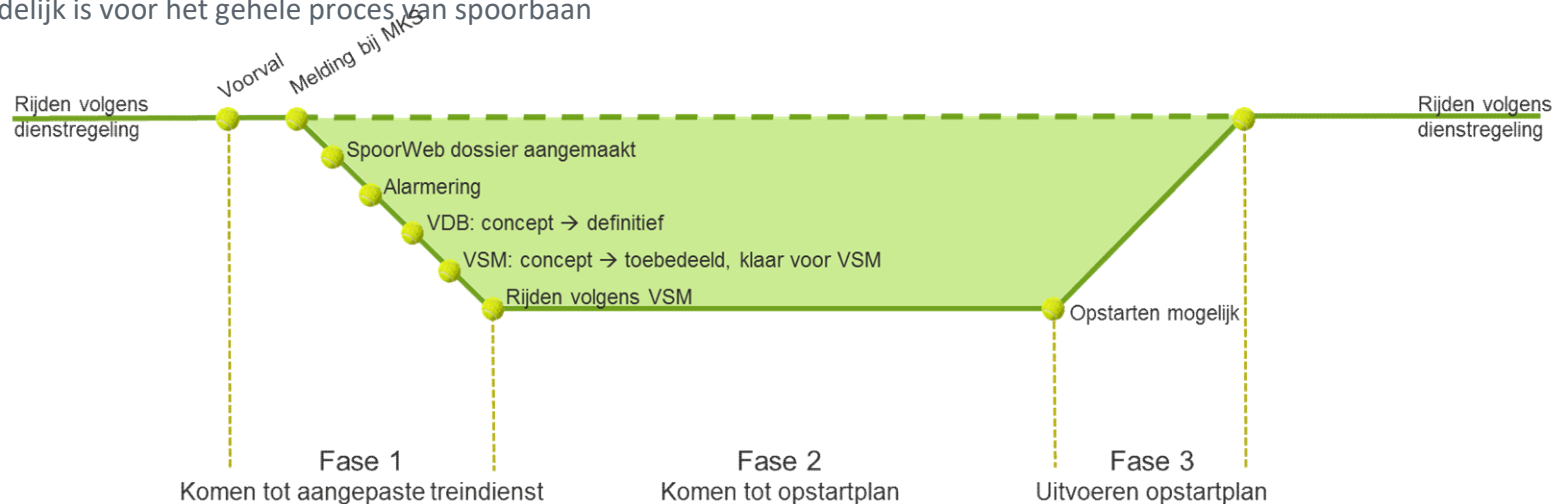 delijk is voor het gehele proces van spoorbaan
Voorval
Melding bij MKS
Rijden volgens
dienstregeling
Rijden volgens
dienstregeling
SpoorWeb dossier aangemaakt
Alarmering
VDB: concept → definitief
VSM: concept → toebedeeld, klaar voor VSM
Rijden volgens VSM
Opstarten mogelijk
Fase 1
Komen tot aangepaste treindienst
Fase 2
Komen tot opstartplan
Fase 3
Uitvoeren opstartplan